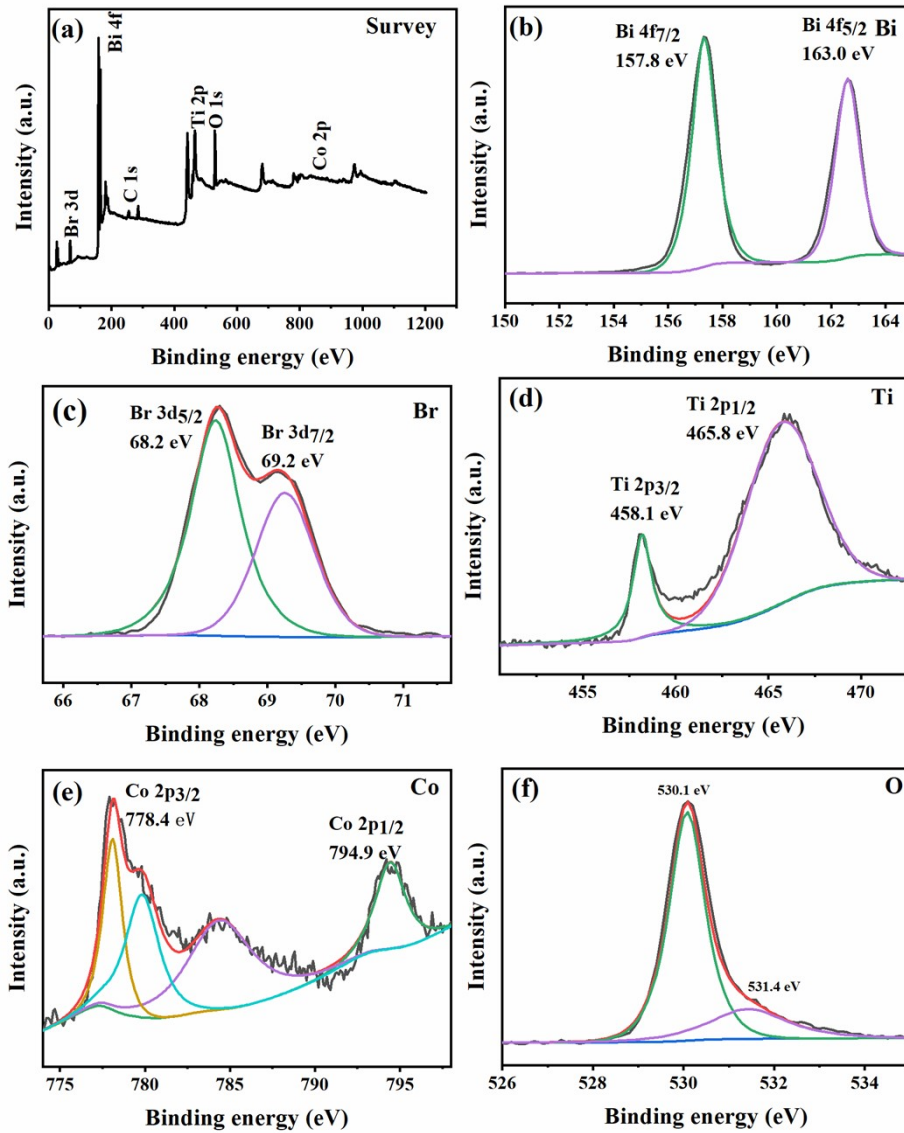 (a)
Survey
Bi 4f
Br 3d
C 1s
Ti 2p
O 1s
Co 2p
Intensity (a.u.)
0 200 400 600 800 1000 1200
Binding energy (eV)
(b)
Bi 4f7/2
157.8 eV
Bi 4f5/2
163.0 eV
Bi
Intensity (a.u.)
150 152 154 156 158 160 162 164
Binding energy (eV)
(c)
Br
Br 3d5/2
68.2 eV
Br 3d7/2
69.2 eV
Intensity (a.u.)
66 67 68 69 70 71
Binding energy (eV)
(d)
Ti
Ti 2p1/2
465.8 eV
Ti 2p3/2
458.1 eV
Intensity (a.u.)
455 460 465 470
Binding energy (eV)
(e)
Co
Co 2p3/2
778.4 eV
Co 2p1/2
794.9 eV
Intensity (a.u.)
775 780 785 790 795
Binding energy (eV)
(f)
O
530.1 eV
531.4 eV
Intensity (a.u.)
526 528 530 532 534
Binding energy (eV)